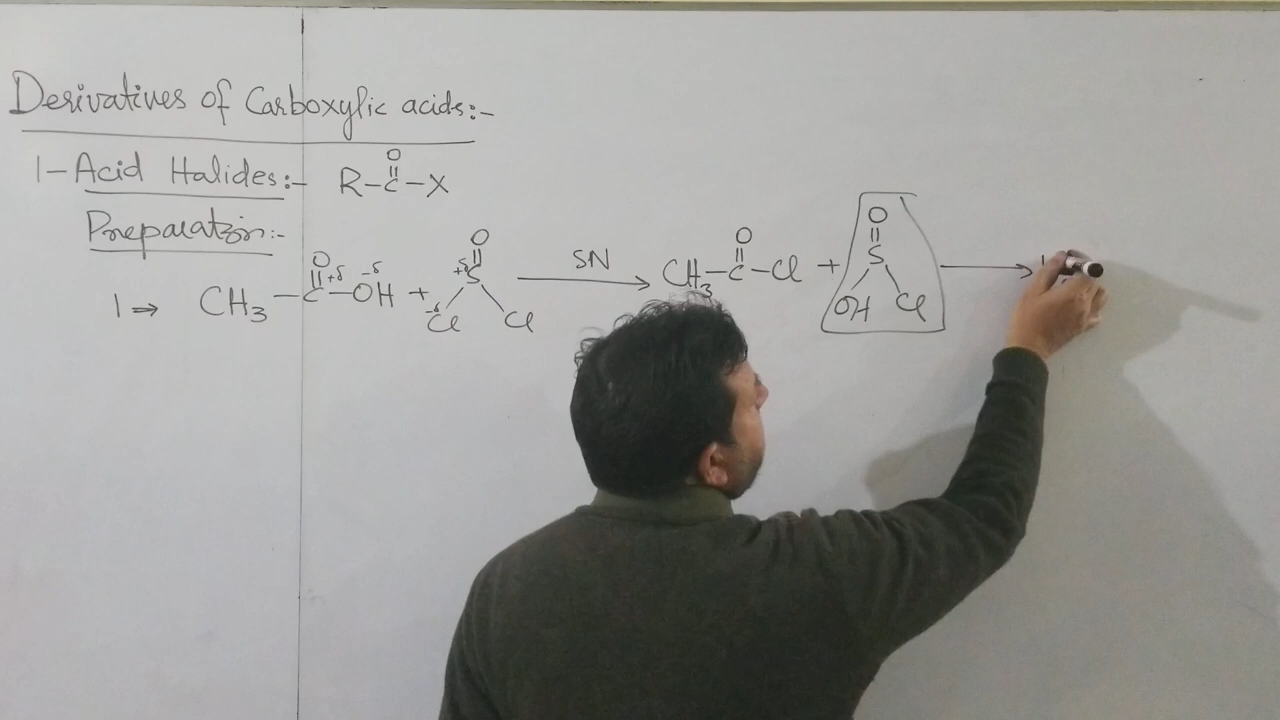 Derivatives of Carboxylic acids:-
1-Acid Halides:- R-C(=O)-X
Preparation:-
1⇒ CH₃-C(=O)-OH + S(=O)(Cl)(Cl) SN → CH₃-C(=O)-Cl + S(=O)(OH)(Cl) →